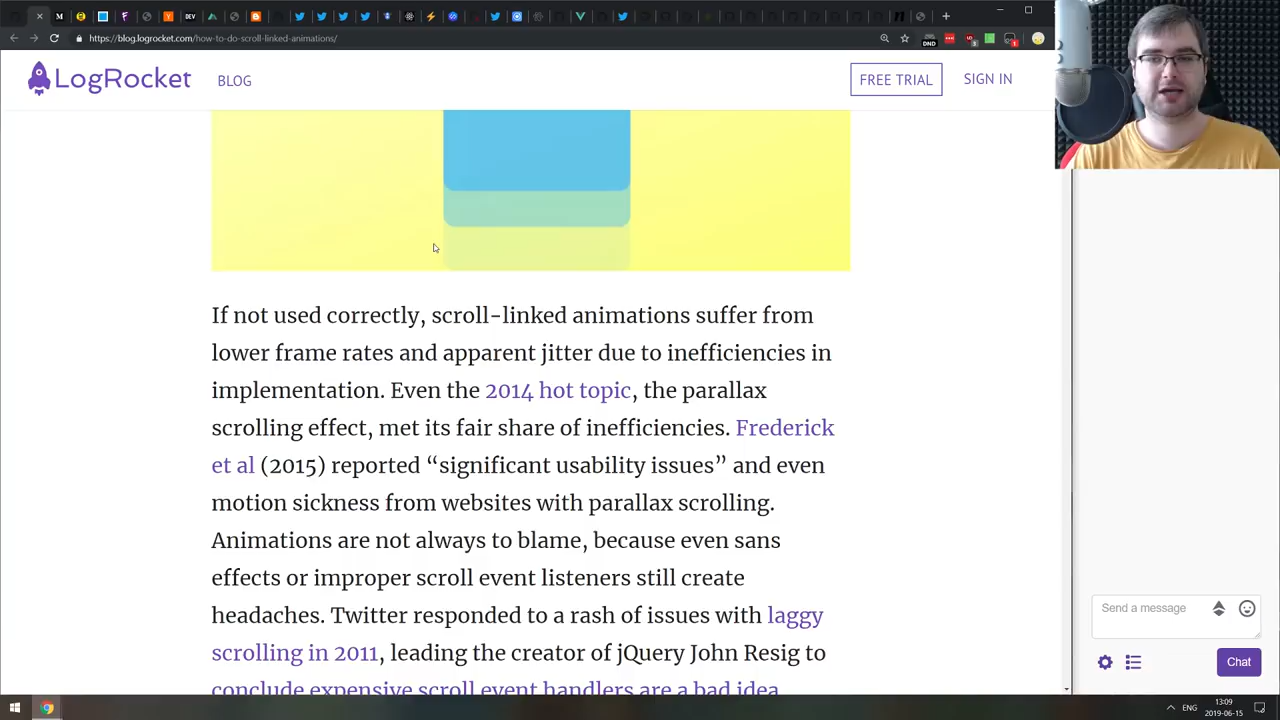 M
Y
DEV
https://blog.logrocket.com/how-to-do-scroll-linked-animations/
DND
LogRocket
BLOG
FREE TRIAL
SIGN IN
If not used correctly, scroll-linked animations suffer from
lower frame rates and apparent jitter due to inefficiencies in
implementation. Even the 2014 hot topic, the parallax
scrolling effect, met its fair share of inefficiencies. Frederick
et al (2015) reported “significant usability issues” and even
motion sickness from websites with parallax scrolling.
Animations are not always to blame, because even sans
effects or improper scroll event listeners still create
headaches. Twitter responded to a rash of issues with laggy
scrolling in 2011, leading the creator of jQuery John Resig to
conclude expensive scroll event handlers are a bad idea
Send a message
Chat
ENG
13:09
2019-06-15